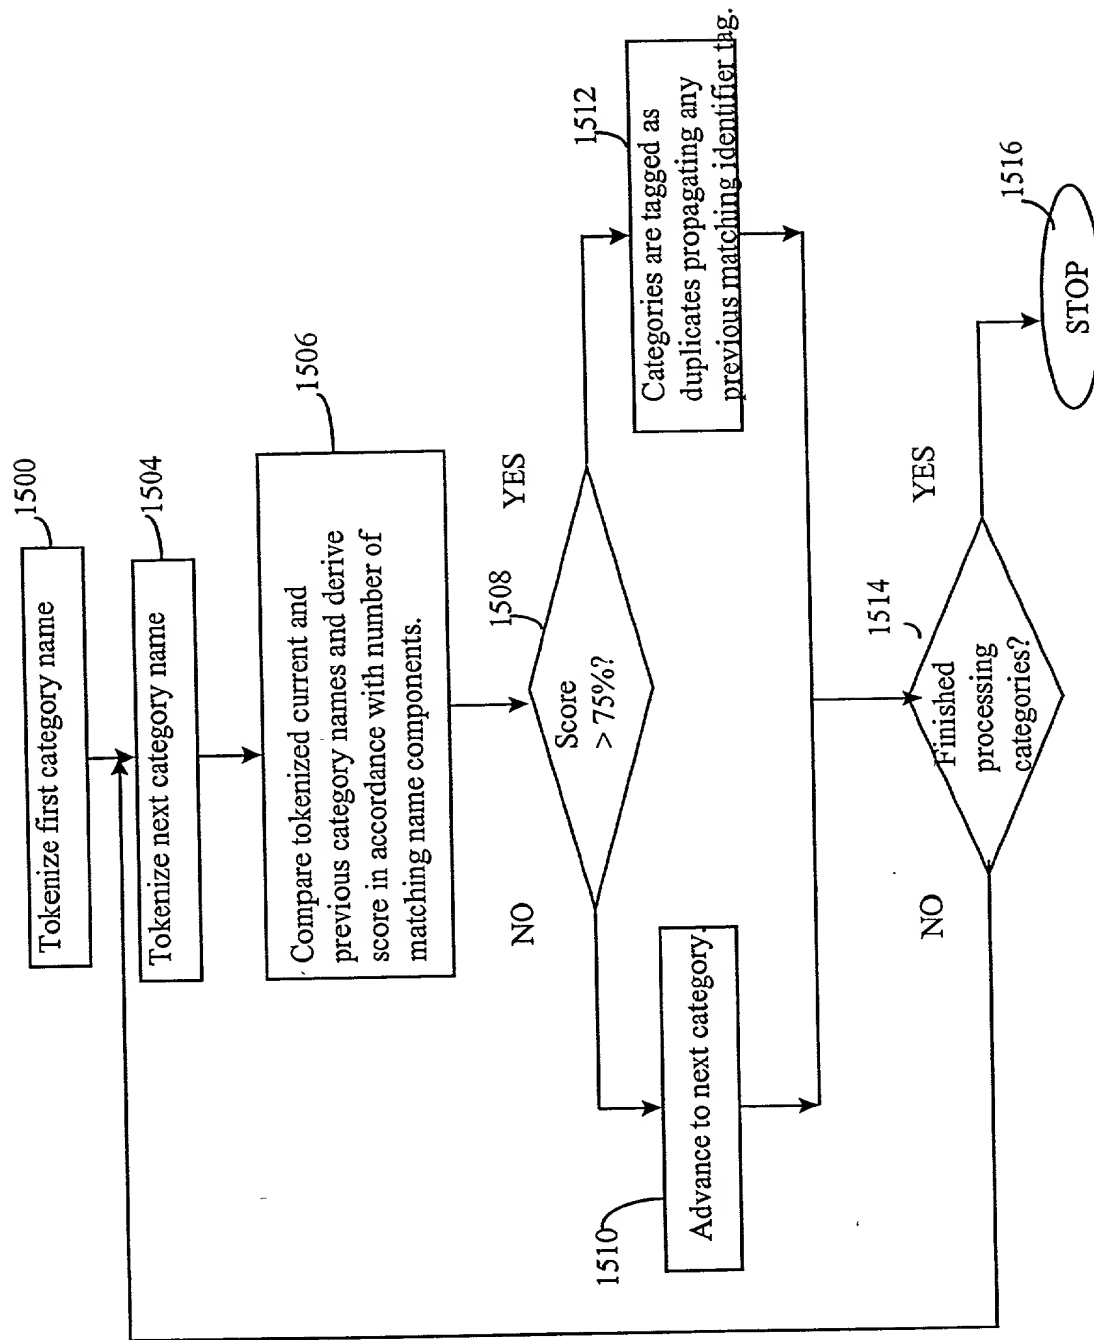 1500
Tokenize first category name
1504
Tokenize next category name
1506
Compare tokenized current and
previous category names and derive
score in accordance with number of
matching name components.
1508
NO
YES
Score
> 75%?
1510
Advance to next category.
1512
Categories are tagged as
duplicates propagating any
previous matching identifier tag.
1514
NO
YES
Finished
processing
categories?
1516
STOP